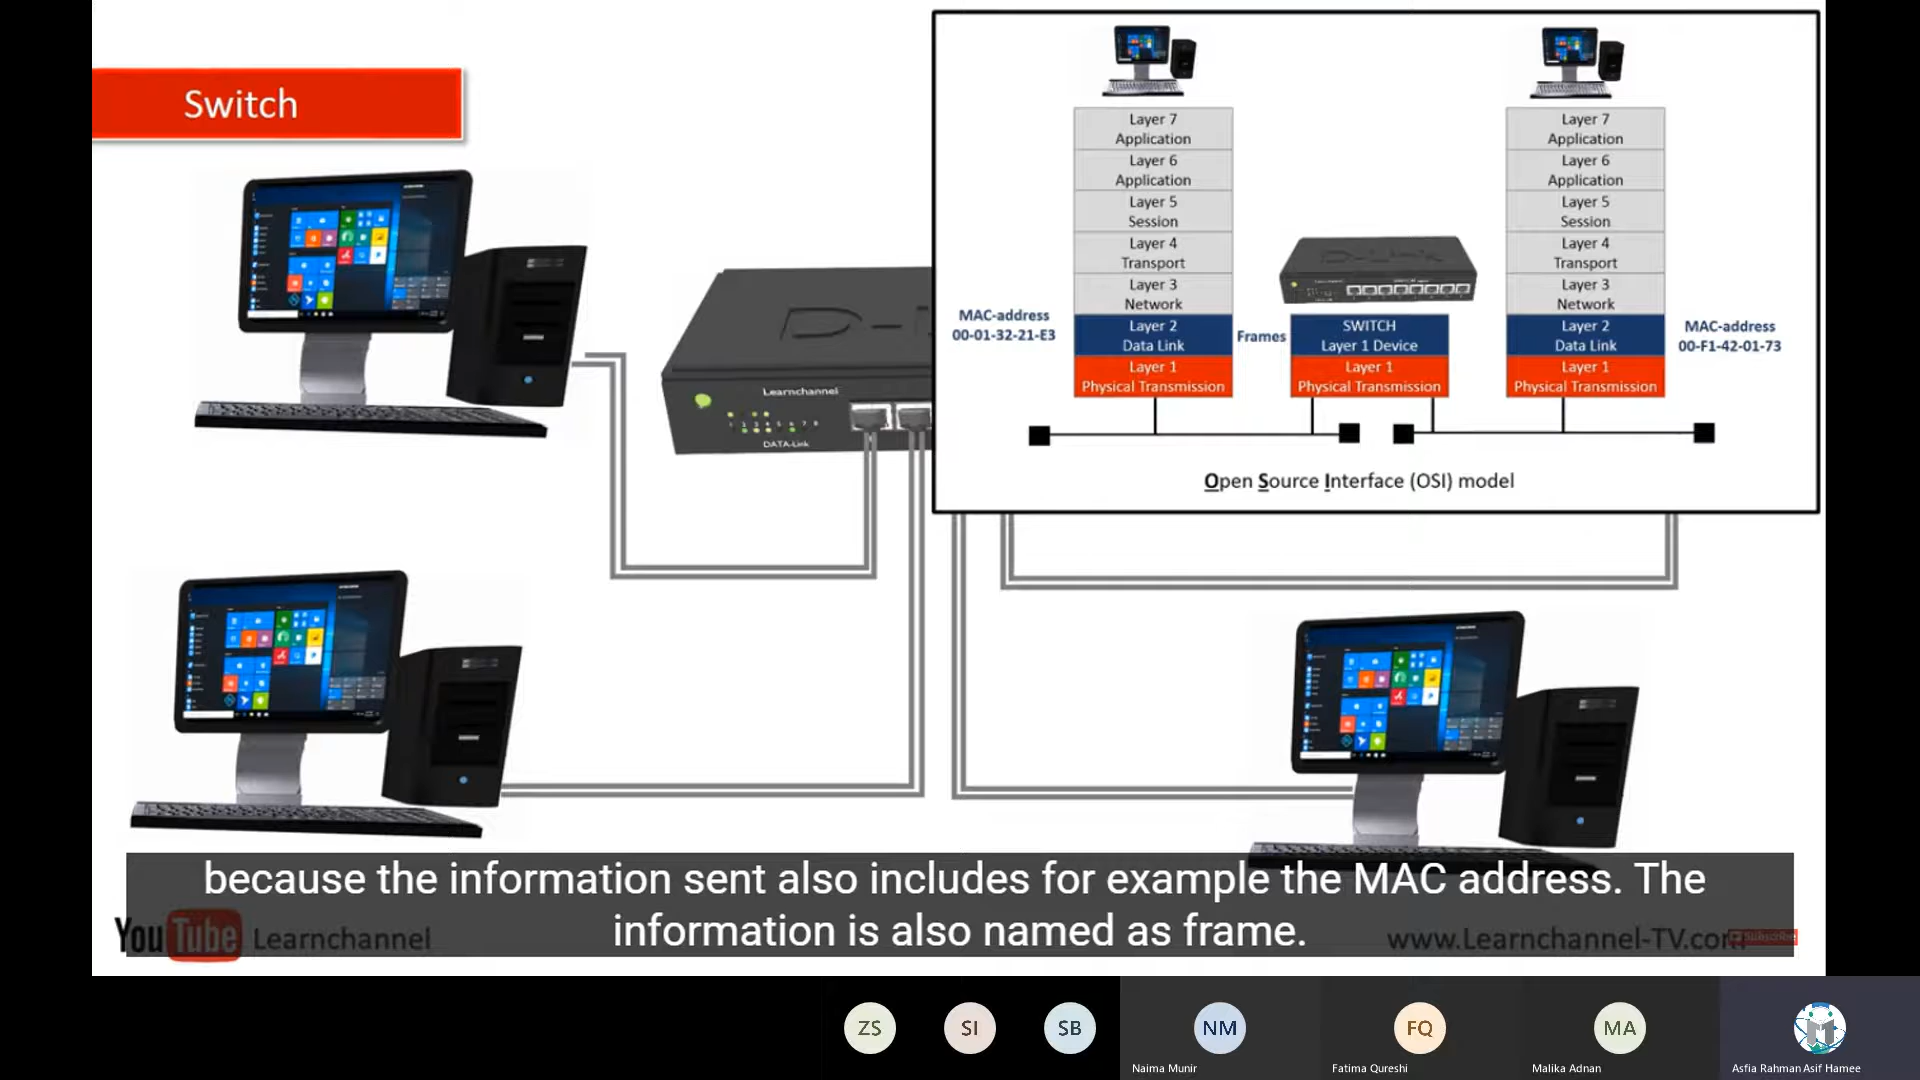 Switch
Layer 7
Application
Layer 6
Application
Layer 5
Session
Layer 4
Transport
Layer 3
Network
Layer 2
Data Link
Layer 1
Physical Transmission
MAC-address
00-01-32-21-E3
Frames
SWITCH
Layer 1 Device
Layer 1
Physical Transmission
Layer 7
Application
Layer 6
Application
Layer 5
Session
Layer 4
Transport
Layer 3
Network
Layer 2
Data Link
Layer 1
Physical Transmission
MAC-address
00-F1-42-01-73
Open Source Interface (OSI) model
Learnchannel
DATA-Link
because the information sent also includes for example the MAC address. The
information is also named as frame.
YouTube Learnchannel
www.Learnchannel-TV.com
Subscribe
ZS
SI
SB
NM
FQ
MA
Naima Munir
Fatima Qureshi
Malika Adnan
Asfia Rahman Asif Hamee